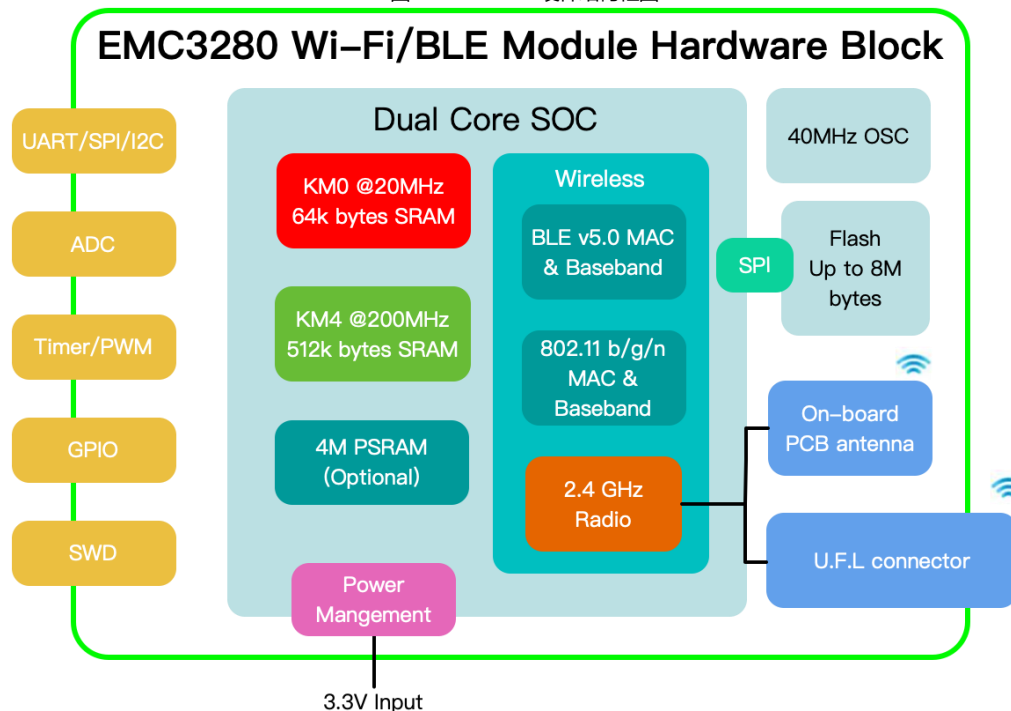 EMC3280 Wi-Fi/BLE Module Hardware Block
UART/SPI/I2C
ADC
Timer/PWM
GPIO
SWD
Dual Core SOC
KM0 @20MHz
64k bytes SRAM
KM4 @200MHz
512k bytes SRAM
4M PSRAM
(Optional)
Power
Mangement
3.3V Input
Wireless
BLE v5.0 MAC
& Baseband
802.11 b/g/n
MAC &
Baseband
2.4 GHz
Radio
40MHz OSC
SPI
Flash
Up to 8M
bytes
On-board
PCB antenna
U.F.L connector